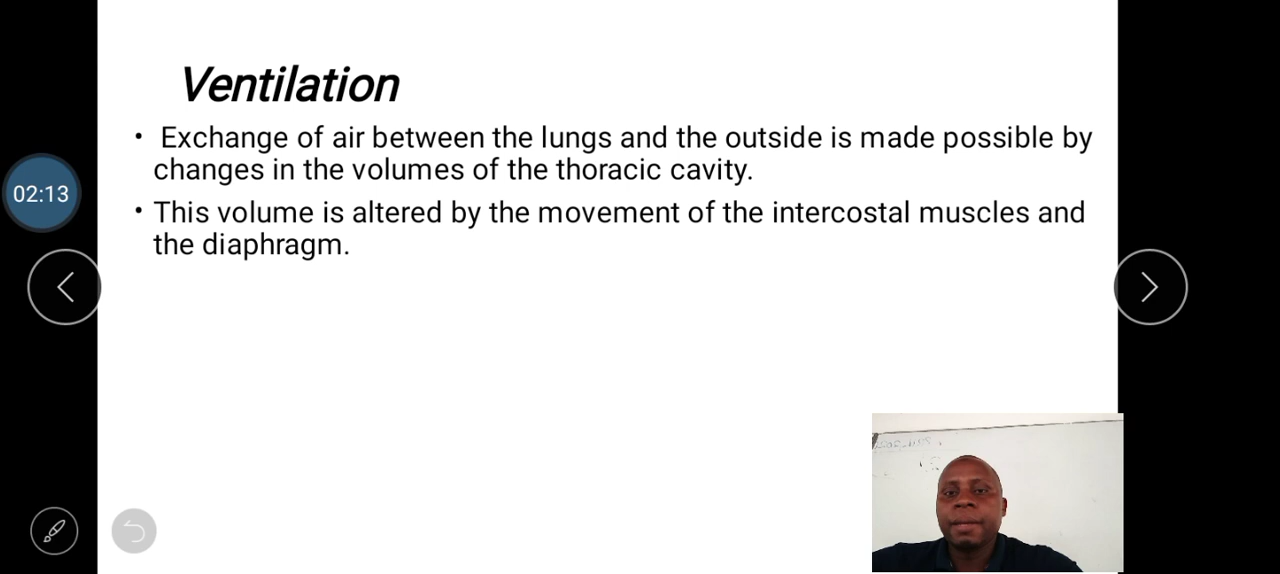 Ventilation
• Exchange of air between the lungs and the outside is made possible by
changes in the volumes of the thoracic cavity.
• This volume is altered by the movement of the intercostal muscles and
the diaphragm.
02:13